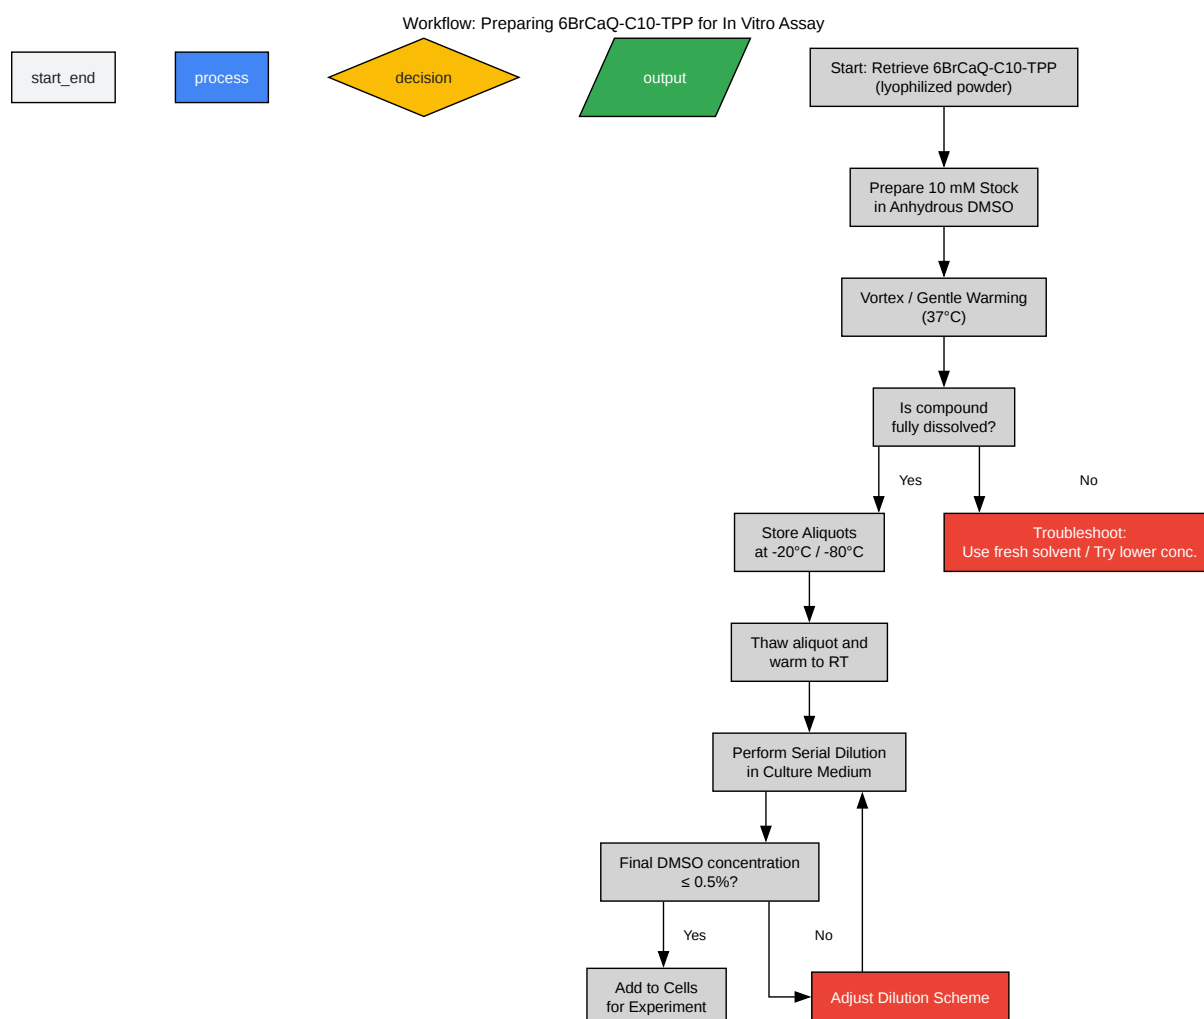 Workflow: Preparing 6BrCaQ-C10-TPP for In Vitro Assay
start_end
process
decision
output
Start: Retrieve 6BrCaQ-C10-TPP
(lyophilized powder)
Prepare 10 mM Stock
in Anhydrous DMSO
Vortex / Gentle Warming
(37°C)
Is compound
fully dissolved?
Yes
No
Store Aliquots
at -20°C / -80°C
Troubleshoot:
Use fresh solvent / Try lower conc.
Thaw aliquot and
warm to RT
Perform Serial Dilution
in Culture Medium
Final DMSO concentration
≤ 0.5%?
Yes
No
Add to Cells
for Experiment
Adjust Dilution Scheme